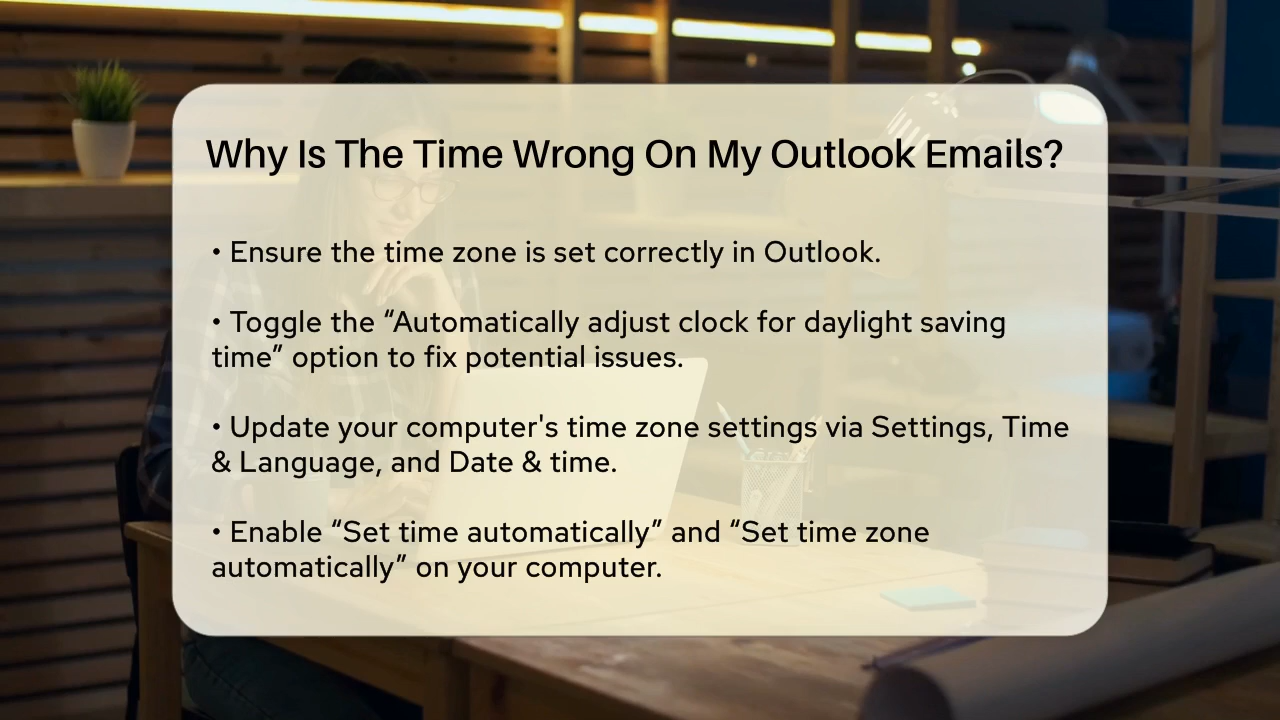 Why Is The Time Wrong On My Outlook Emails?
• Ensure the time zone is set correctly in Outlook.
• Toggle the “Automatically adjust clock for daylight saving
time” option to fix potential issues.
• Update your computer's time zone settings via Settings, Time
& Language, and Date & time.
• Enable “Set time automatically” and “Set time zone
automatically” on your computer.